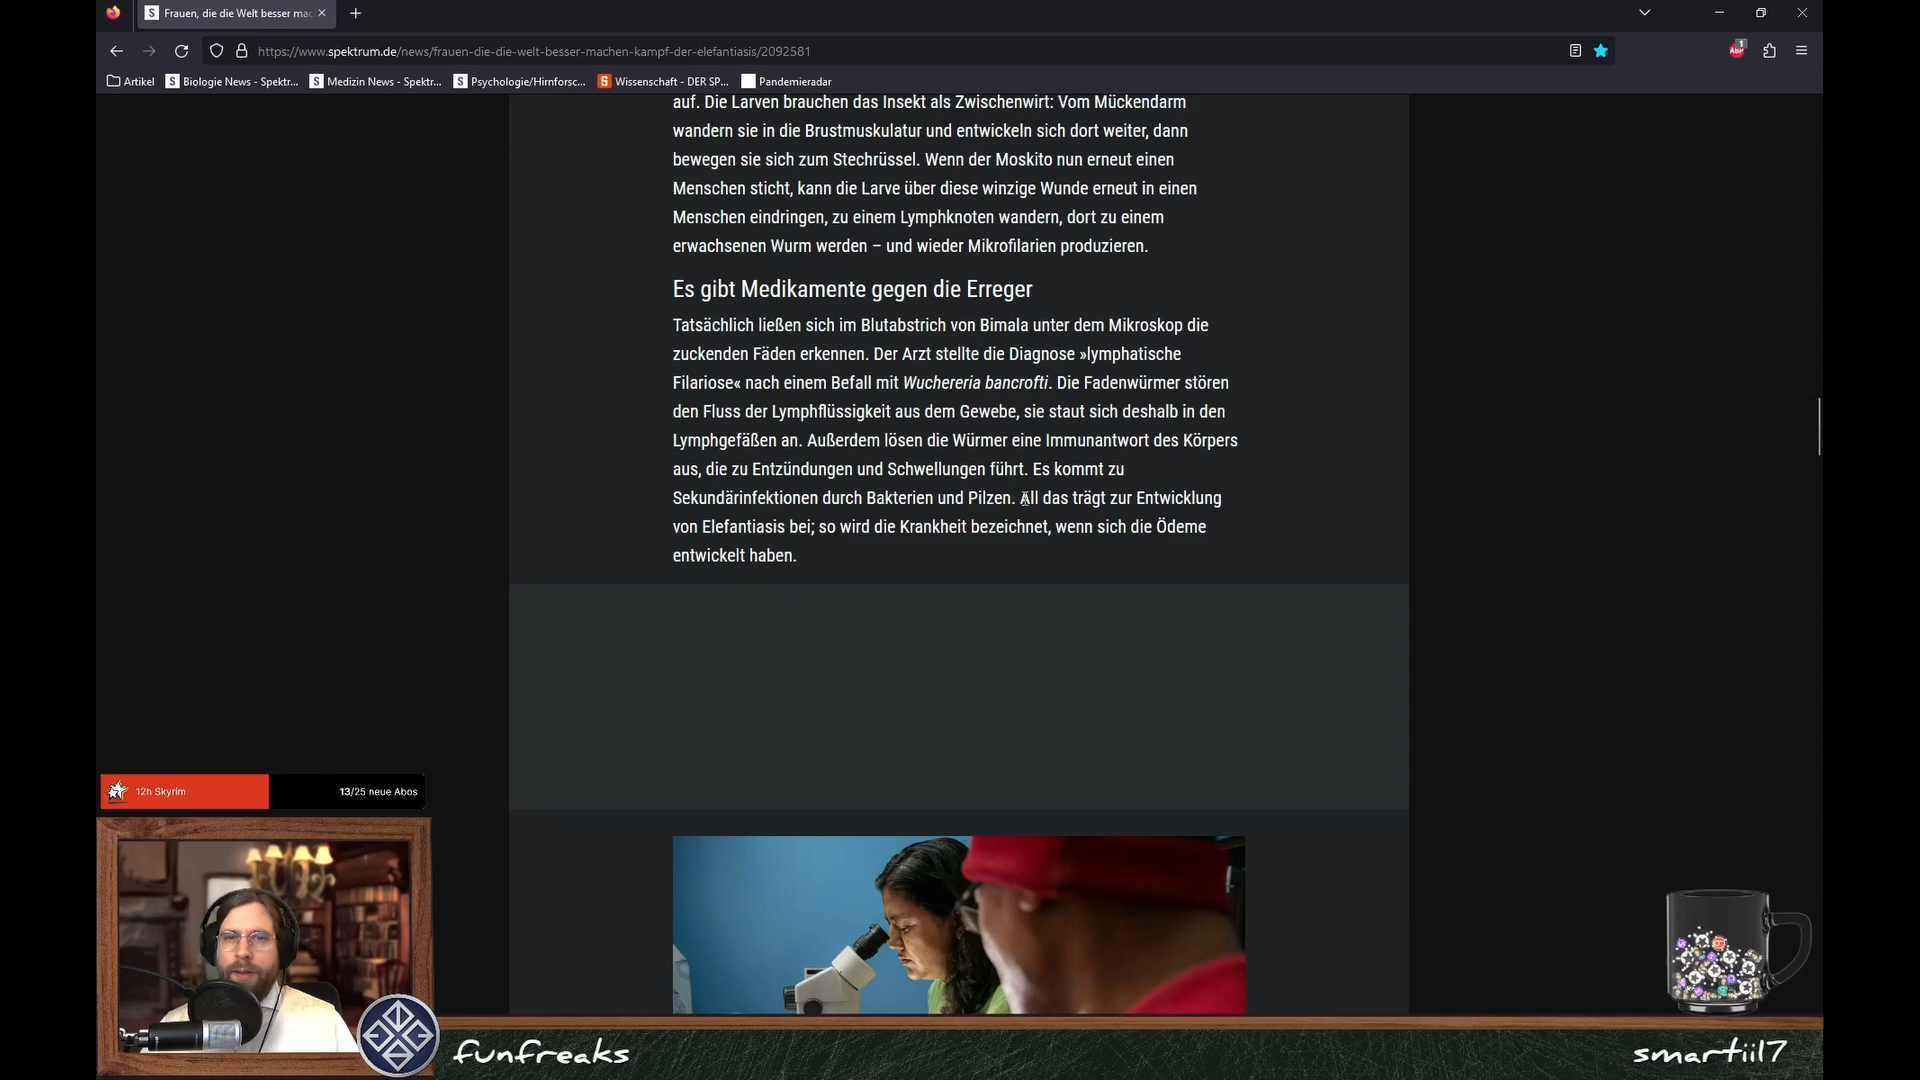 Frauen, die die Welt besser mac
https://www.spektrum.de/news/frauen-die-die-welt-besser-machen-kampf-der-elefantiasis/2092581
ABP
1
Artikel
S Biologie News - Spektr...
S Medizin News - Spektr...
S Psychologie/Hirnforsc...
S Wissenschaft - DER SP...
Pandemieradar
auf. Die Larven brauchen das Insekt als Zwischenwirt: Vom Mückendarm
wandern sie in die Brustmuskulatur und entwickeln sich dort weiter, dann
bewegen sie sich zum Stechrüssel. Wenn der Moskito nun erneut einen
Menschen sticht, kann die Larve über diese winzige Wunde erneut in einen
Menschen eindringen, zu einem Lymphknoten wandern, dort zu einem
erwachsenen Wurm werden – und wieder Mikrofilarien produzieren.
Es gibt Medikamente gegen die Erreger
Tatsächlich ließen sich im Blutabstrich von Bimala unter dem Mikroskop die
zuckenden Fäden erkennen. Der Arzt stellte die Diagnose »lymphatische
Filariose« nach einem Befall mit Wuchereria bancrofti. Die Fadenwürmer stören
den Fluss der Lymphflüssigkeit aus dem Gewebe, sie staut sich deshalb in den
Lymphgefäßen an. Außerdem lösen die Würmer eine Immunantwort des Körpers
aus, die zu Entzündungen und Schwellungen führt. Es kommt zu
Sekundärinfektionen durch Bakterien und Pilzen. All das trägt zur Entwicklung
von Elefantiasis bei; so wird die Krankheit bezeichnet, wenn sich die Ödeme
entwickelt haben.
12h Skyrim
13/25 neue Abos
funfreaks
smartiil7